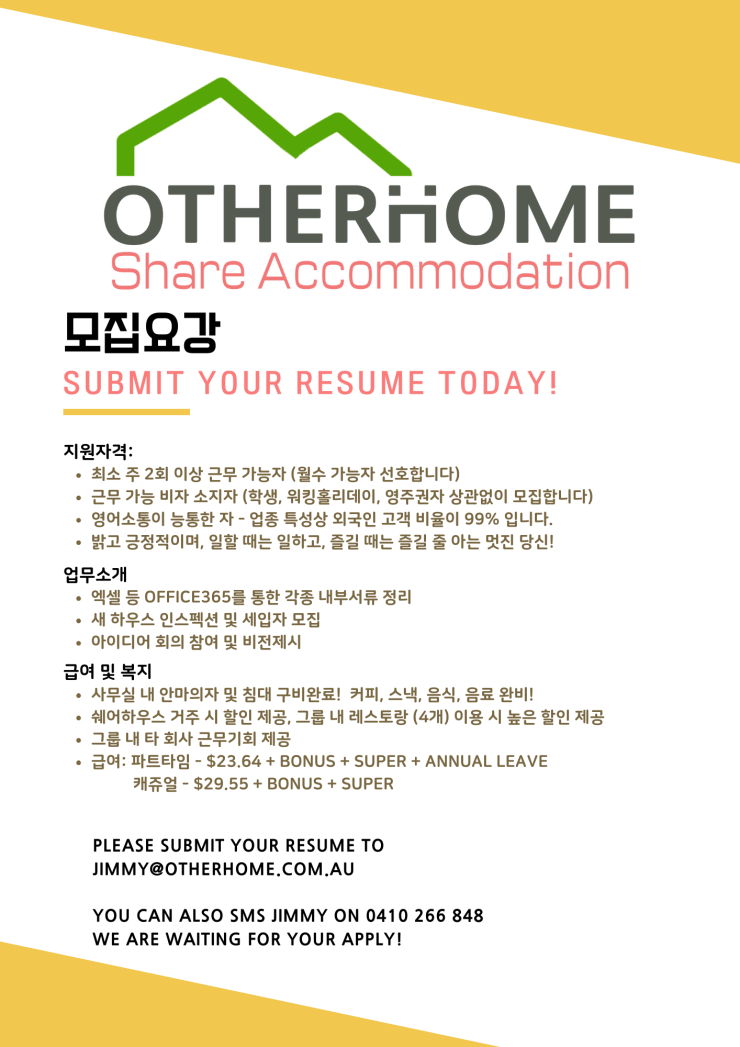 OTHERHOME
Share Accommodation
모집요강
SUBMIT YOUR RESUME TODAY!
지원자격:
• 최소 주 2회 이상 근무 가능자 (월수 가능자 선호합니다)
• 근무 가능 비자 소지자 (학생, 워킹홀리데이, 영주권자 상관없이 모집합니다)
• 영어소통이 능통한 자 - 업종 특성상 외국인 고객 비율이 99% 입니다.
• 밝고 긍정적이며, 일할 때는 일하고, 즐길 때는 즐길 줄 아는 멋진 당신!
업무소개
• 엑셀 등 OFFICE365를 통한 각종 내부서류 정리
• 새 하우스 인스펙션 및 세입자 모집
• 아이디어 회의 참여 및 비전제시
급여 및 복지
• 사무실 내 안마의자 및 침대 구비완료! 커피, 스낵, 음식, 음료 완비!
• 쉐어하우스 거주 시 할인 제공, 그룹 내 레스토랑 (4개) 이용 시 높은 할인 제공
• 그룹 내 타 회사 근무기회 제공
• 급여: 파트타임 - $23.64 + BONUS + SUPER + ANNUAL LEAVE
캐쥬얼 - $29.55 + BONUS + SUPER
PLEASE SUBMIT YOUR RESUME TO
JIMMY@OTHERHOME.COM.AU
YOU CAN ALSO SMS JIMMY ON 0410 266 848
WE ARE WAITING FOR YOUR APPLY!